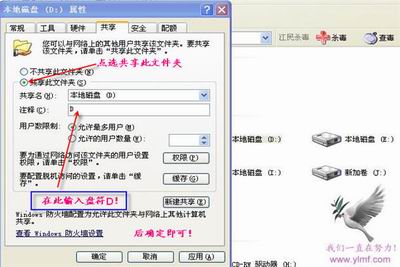 本地磁盘 (D:) 属性
常规 工具 硬件 共享 安全 配额
您可以与网络上的其他用户共享该文件夹。要共享该文件夹，请单击“共享此文件夹”。
不共享此文件夹(N)
点选共享此文件夹
共享此文件夹(S)
共享名(H): 本地磁盘 (D)
注释(C): D
用户数限制: 允许最多用户(M)
允许的用户数量(W):
要为通过网络访问该文件夹的用户设置
权限，请单击“权限”。
权限(P)
要配置脱机访问的设置，请单击“缓存”。
缓存(G)
在此输入盘符D!
新建共享(E)
Windows 防火墙配置为允许此文件夹与网络上其他计算机
共享。
查看 Windows 防火墙设置
后确定即可!
确定 取消 应用(A)
江民杀毒 杀毒 查毒
本地磁盘 (D:) 本地磁盘 (E:)
新加卷 (J:)
CD-RW 驱动器 (M:)
我们一直在努力!
www.ylmf.com